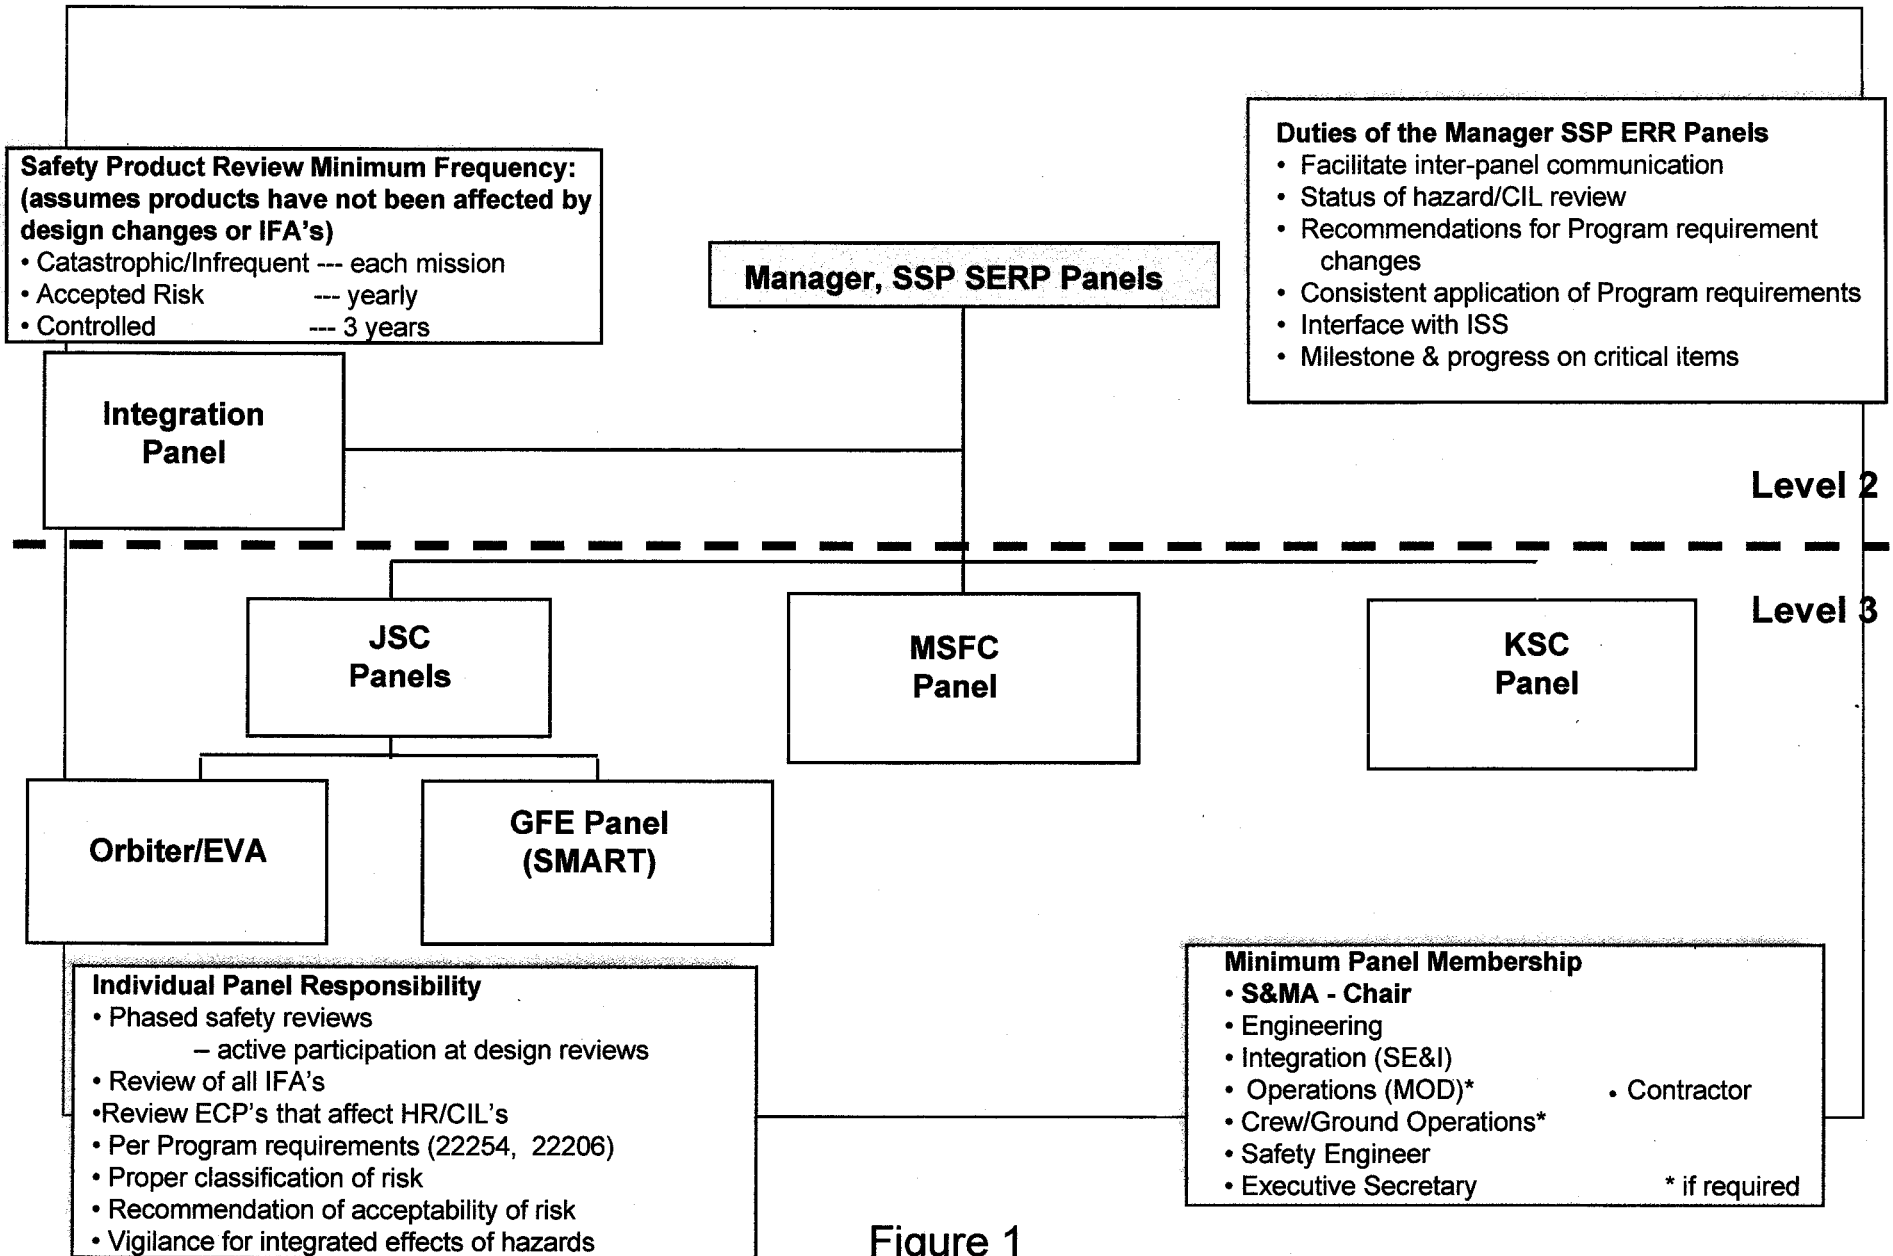 Safety Product Review Minimum Frequency:
(assumes products have not been affected by
design changes or IFA's)
• Catastrophic/Infrequent --- each mission
• Accepted Risk --- yearly
• Controlled --- 3 years
Duties of the Manager SSP ERR Panels
• Facilitate inter-panel communication
• Status of hazard/CIL review
• Recommendations for Program requirement
changes
• Consistent application of Program requirements
• Interface with ISS
• Milestone & progress on critical items
Manager, SSP SERP Panels
Integration
Panel
Level 2
Level 3
JSC
Panels
MSFC
Panel
KSC
Panel
Orbiter/EVA
GFE Panel
(SMART)
Individual Panel Responsibility
• Phased safety reviews
– active participation at design reviews
• Review of all IFA's
•Review ECP's that affect HR/CIL's
• Per Program requirements (22254, 22206)
• Proper classification of risk
• Recommendation of acceptability of risk
• Vigilance for integrated effects of hazards
Minimum Panel Membership
• S&MA - Chair
• Engineering
• Integration (SE&I)
• Operations (MOD)* • Contractor
• Crew/Ground Operations*
• Safety Engineer
• Executive Secretary * if required
Figure 1